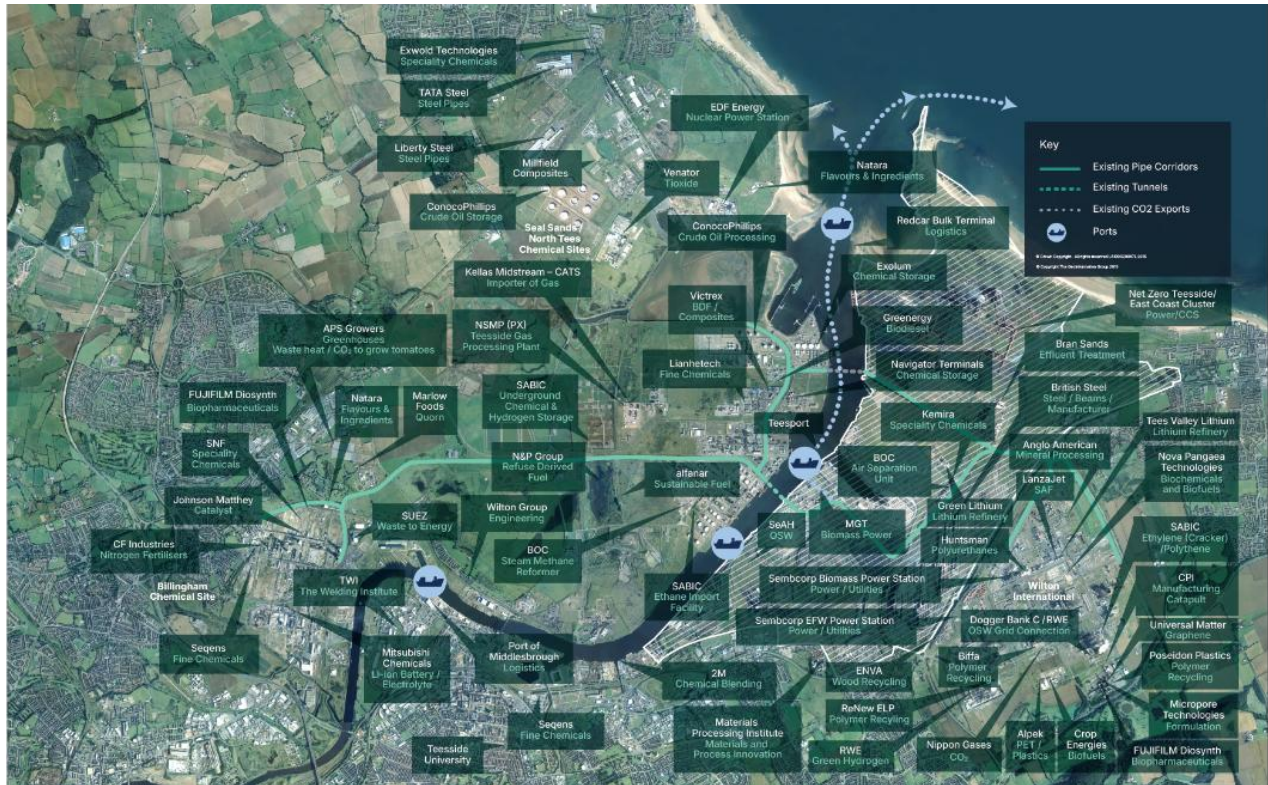 Exwold Technologies
Speciality Chemicals
TATA Steel
Steel Pipes
Liberty Steel
Steel Pipes
Millfield
Composites
ConocoPhillips
Crude Oil Storage
Seal Sands/
North Tees
Chemical Sites
EDF Energy
Nuclear Power Station
Venator
Tioxide
Natara
Flavours & Ingredients
ConocoPhillips
Crude Oil Processing
Redcar Bulk Terminal
Logistics
Key
Existing Pipe Corridors
Existing Tunnels
Existing CO2 Exports
Ports
Kellas Midstream – CATS
Importer of Gas
Exolum
Chemical Storage
Net Zero Teesside/
East Coast Cluster
Power/CCS
Victrex
BDF /
Composites
Greenergy
Biodiesel
APS Growers
Greenhouses
Waste heat / CO₂ to grow tomatoes
NSMP (PX)
Teesside Gas
Processing Plant
Bran Sands
Effluent Treatment
Lianhetech
Fine Chemicals
Navigator Terminals
Chemical Storage
British Steel
Steel / Beams /
Manufacturer
FUJIFILM Diosynth
Biopharmaceuticals
Natara
Flavours &
Ingredients
Marlow
Foods
Quorn
SABIC
Underground
Chemical &
Hydrogen Storage
Teesport
Kemira
Speciality Chemicals
Tees Valley Lithium
Lithium Refinery
SNF
Speciality
Chemicals
N&P Group
Refuse Derived
Fuel
alfanar
Sustainable Fuel
BOC
Air Separation
Unit
Anglo American
Mineral Processing
Nova Pangaea
Technologies
Biochemicals
and Biofuels
LanzaJet
SAF
Johnson Matthey
Catalyst
SUEZ
Waste to Energy
Wilton Group
Engineering
Green Lithium
Lithium Refinery
SeAH
OSW
MGT
Biomass Power
Huntsman
Polyurethanes
SABIC
Ethylene (Cracker)
/Polythene
CF Industries
Nitrogen Fertilisers
BOC
Steam Methane
Reformer
TWI
The Welding Institute
Billingham
Chemical Site
SABIC
Ethane Import
Facility
Sembcorp Biomass Power Station
Power / Utilities
Wilton
International
CPI
Manufacturing
Catapult
Sembcorp EFW Power Station
Power / Utilities
Dogger Bank C / RWE
OSW Grid Connection
Universal Matter
Graphene
Seqens
Fine Chemicals
Mitsubishi
Chemicals
Li-Ion Battery /
Electrolyte
Port of
Middlesbrough
Logistics
2M
Chemical Blending
ENVA
Wood Recycling
Biffa
Polymer
Recycling
Poseidon Plastics
Polymer
Recycling
ReNew ELP
Polymer Recyling
Seqens
Fine Chemicals
Materials
Processing Institute
Materials and
Process Innovation
Micropore
Technologies
Formulation
Teesside
University
RWE
Green Hydrogen
Nippon Gases
CO₂
Alpek
PET /
Plastics
Crop
Energies
Biofuels
FUJIFILM Diosynth
Biopharmaceuticals